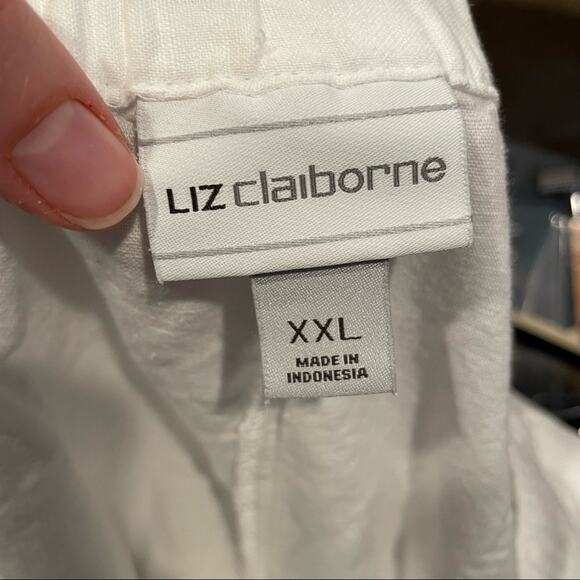 LIZ claiborne
XXL
MADE IN
INDONESIA